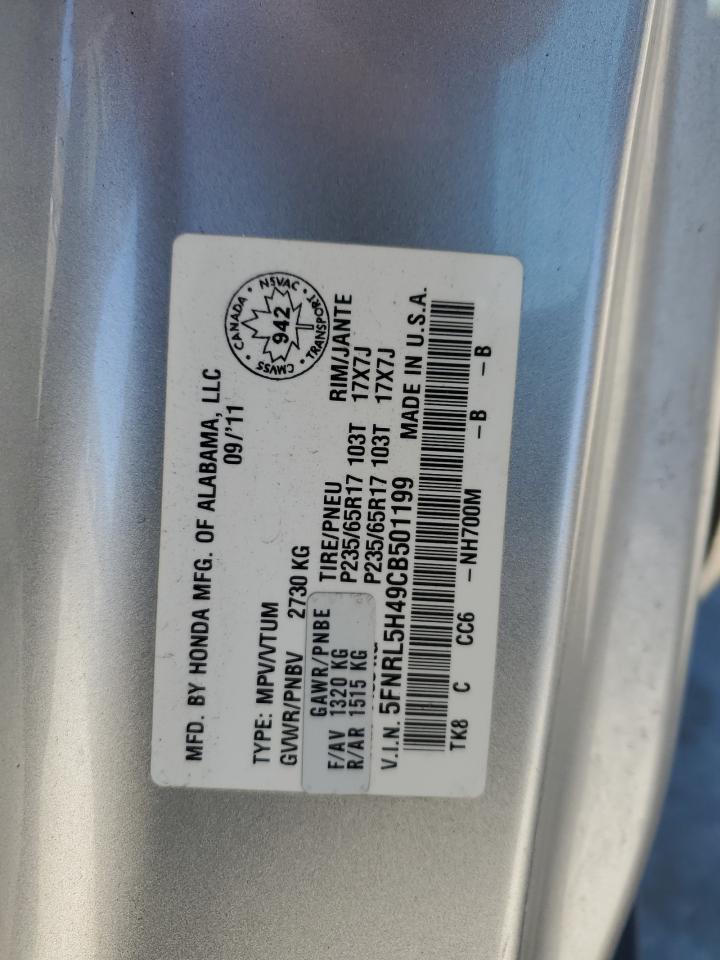 MFD. BY HONDA MFG. OF ALABAMA, LLC
09/'11
CANADA • NSVAC • TRANSPORT • CMVSS •
942
TYPE: MPV/VTUM
GVWR/PNBV 2730 KG
GAWR/PNBE TIRE/PNEU RIM/JANTE
F/AV 1320 KG P235/65R17 103T 17X7J
R/AR 1515 KG P235/65R17 103T 17X7J
V.I.N. 5FNRL5H49CB501199 MADE IN U.S.A.
TK8 C CC6 -NH700M -B -B